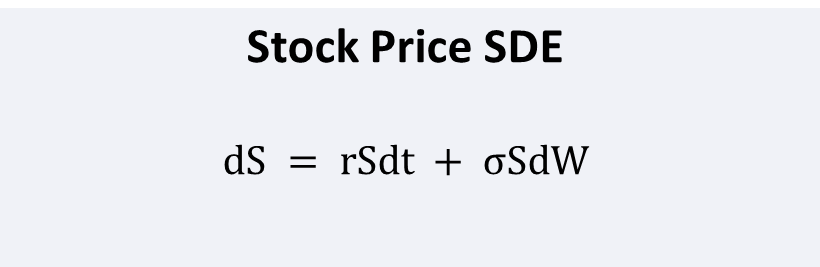 Stock Price SDE
dS = rSdt + σSdW